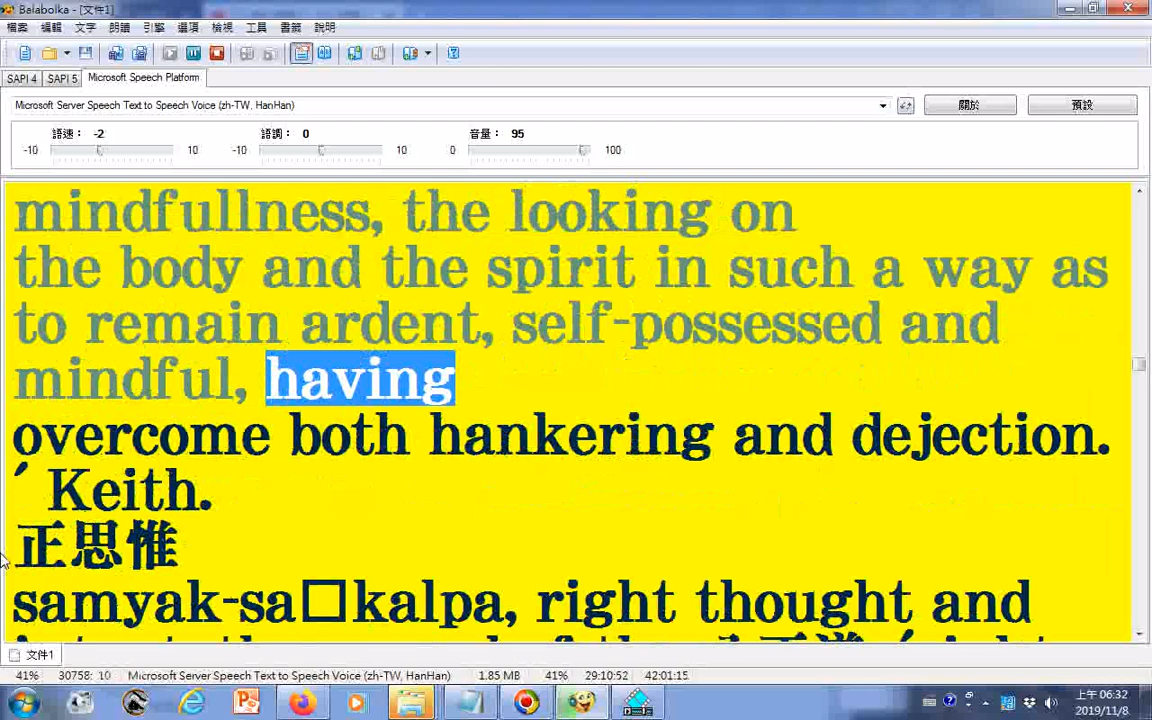 Balabolka - [文件1]
檔案 編輯 文字 朗讀 引擎 選項 檢視 工具 書籤 說明
SAPI 4 SAPI 5 Microsoft Speech Platform
Microsoft Server Speech Text to Speech Voice (zh-TW, HanHan) 關於 預設
語速： -2 語調： 0 音量： 95
-10 10 -10 10 0 100
mindfullness, the looking on
the body and the spirit in such a way as
to remain ardent, self-possessed and
mindful, having
overcome both hankering and dejection.
´ Keith.
正思惟
samyak-sa□kalpa, right thought and
文件1
41% 30758: 10 Microsoft Server Speech Text to Speech Voice (zh-TW, HanHan) 1.85 MB 41% 29:10:52 42:01:15
上午 06:32
2019/11/8